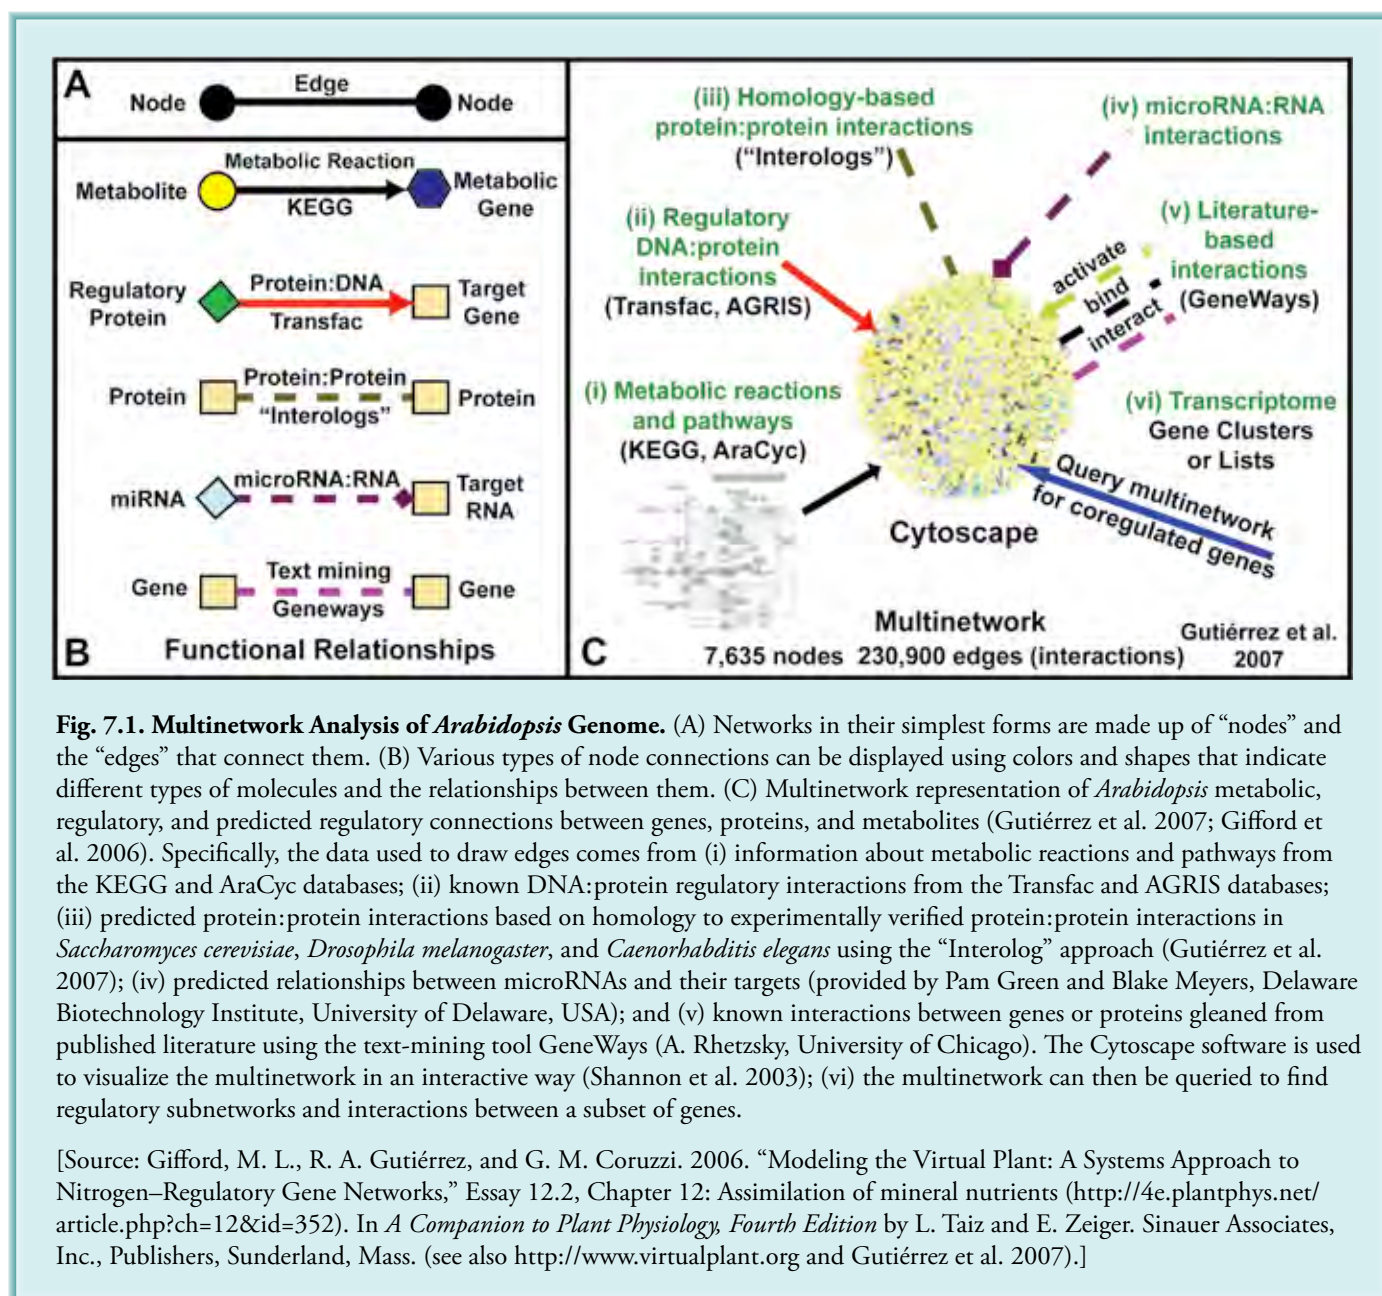 A
Node
Edge
Node
Metabolite
Metabolic Reaction
KEGG
Metabolic
Gene
Regulatory
Protein
Protein:DNA
Transfac
Target
Gene
Protein
Protein:Protein
“Interologs”
Protein
miRNA
microRNA:RNA
Target
RNA
Gene
Text mining
Geneways
Gene
B
Functional Relationships
(iii) Homology-based
protein:protein interactions
(“Interologs”)
(iv) microRNA:RNA
interactions
(ii) Regulatory
DNA:protein
interactions
(Transfac, AGRIS)
(v) Literature-
based
interactions
(GeneWays)
activate
bind
interact
(i) Metabolic reactions
and pathways
(KEGG, AraCyc)
(vi) Transcriptome
Gene Clusters
or Lists
Query multinetwork
for coregulated genes
Cytoscape
Multinetwork
C
7,635 nodes 230,900 edges (interactions)
Gutiérrez et al.
2007
Fig. 7.1. Multinetwork Analysis of Arabidopsis Genome. (A) Networks in their simplest forms are made up of “nodes” and
the “edges” that connect them. (B) Various types of node connections can be displayed using colors and shapes that indicate
different types of molecules and the relationships between them. (C) Multinetwork representation of Arabidopsis metabolic,
regulatory, and predicted regulatory connections between genes, proteins, and metabolites (Gutiérrez et al. 2007; Gifford et
al. 2006). Specifically, the data used to draw edges comes from (i) information about metabolic reactions and pathways from
the KEGG and AraCyc databases; (ii) known DNA:protein regulatory interactions from the Transfac and AGRIS databases;
(iii) predicted protein:protein interactions based on homology to experimentally verified protein:protein interactions in
Saccharomyces cerevisiae, Drosophila melanogaster, and Caenorhabditis elegans using the “Interolog” approach (Gutiérrez et al.
2007); (iv) predicted relationships between microRNAs and their targets (provided by Pam Green and Blake Meyers, Delaware
Biotechnology Institute, University of Delaware, USA); and (v) known interactions between genes or proteins gleaned from
published literature using the text-mining tool GeneWays (A. Rhetzsky, University of Chicago). The Cytoscape software is used
to visualize the multinetwork in an interactive way (Shannon et al. 2003); (vi) the multinetwork can then be queried to find
regulatory subnetworks and interactions between a subset of genes.
[Source: Gifford, M. L., R. A. Gutiérrez, and G. M. Coruzzi. 2006. “Modeling the Virtual Plant: A Systems Approach to
Nitrogen–Regulatory Gene Networks,” Essay 12.2, Chapter 12: Assimilation of mineral nutrients (http://4e.plantphys.net/
article.php?ch=12&id=352). In A Companion to Plant Physiology, Fourth Edition by L. Taiz and E. Zeiger. Sinauer Associates,
Inc., Publishers, Sunderland, Mass. (see also http://www.virtualplant.org and Gutiérrez et al. 2007).]